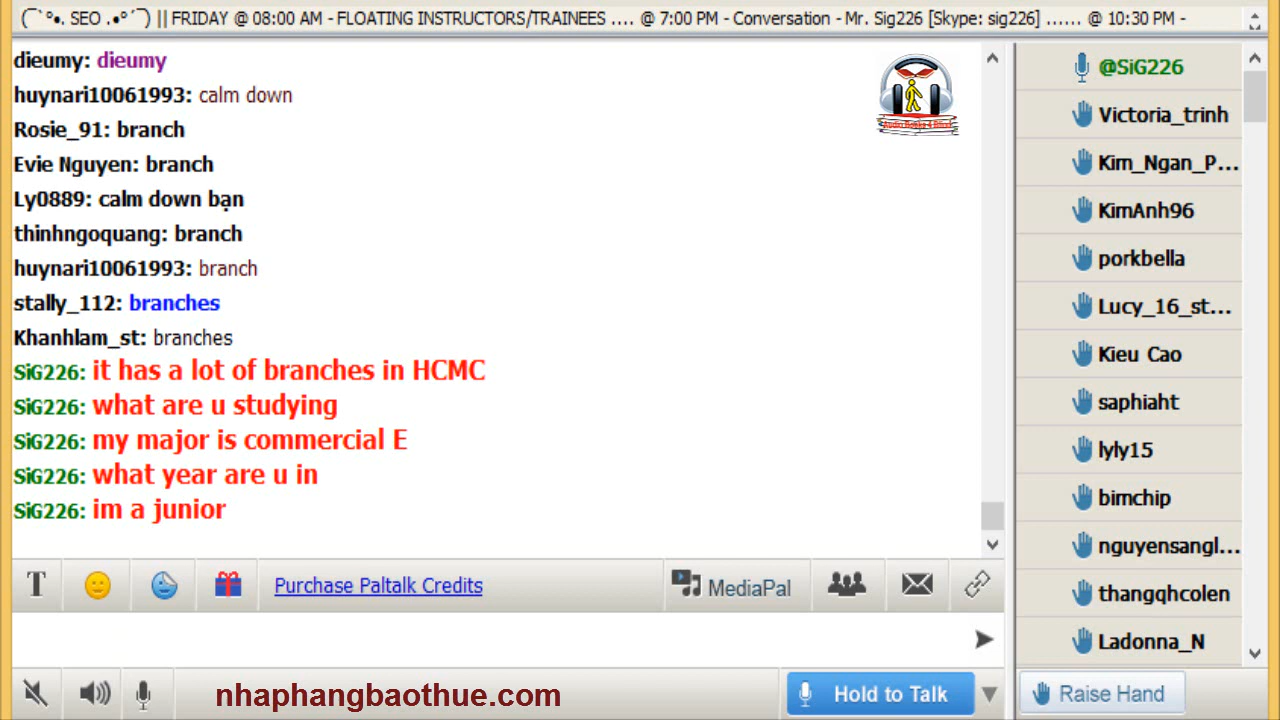 (¯`°•. SEO .•°´¯) || FRIDAY @ 08:00 AM - FLOATING INSTRUCTORS/TRAINEES .... @ 7:00 PM - Conversation - Mr. Sig226 [Skype: sig226] ...... @ 10:30 PM -
dieumy: dieumy
huynari10061993: calm down
Rosie_91: branch
Evie Nguyen: branch
Ly0889: calm down bạn
thinhngoquang: branch
huynari10061993: branch
stally_112: branches
Khanhlam_st: branches
SiG226: it has a lot of branches in HCMC
SiG226: what are u studying
SiG226: my major is commercial E
SiG226: what year are u in
SiG226: im a junior
@SiG226
Victoria_trinh
Kim_Ngan_P...
KimAnh96
porkbella
Lucy_16_st...
Kieu Cao
saphiaht
lyly15
bimchip
nguyensangl...
thangqhcolen
Ladonna_N
T
Purchase Paltalk Credits
MediaPal
nhaphangbaothue.com
Hold to Talk
Raise Hand